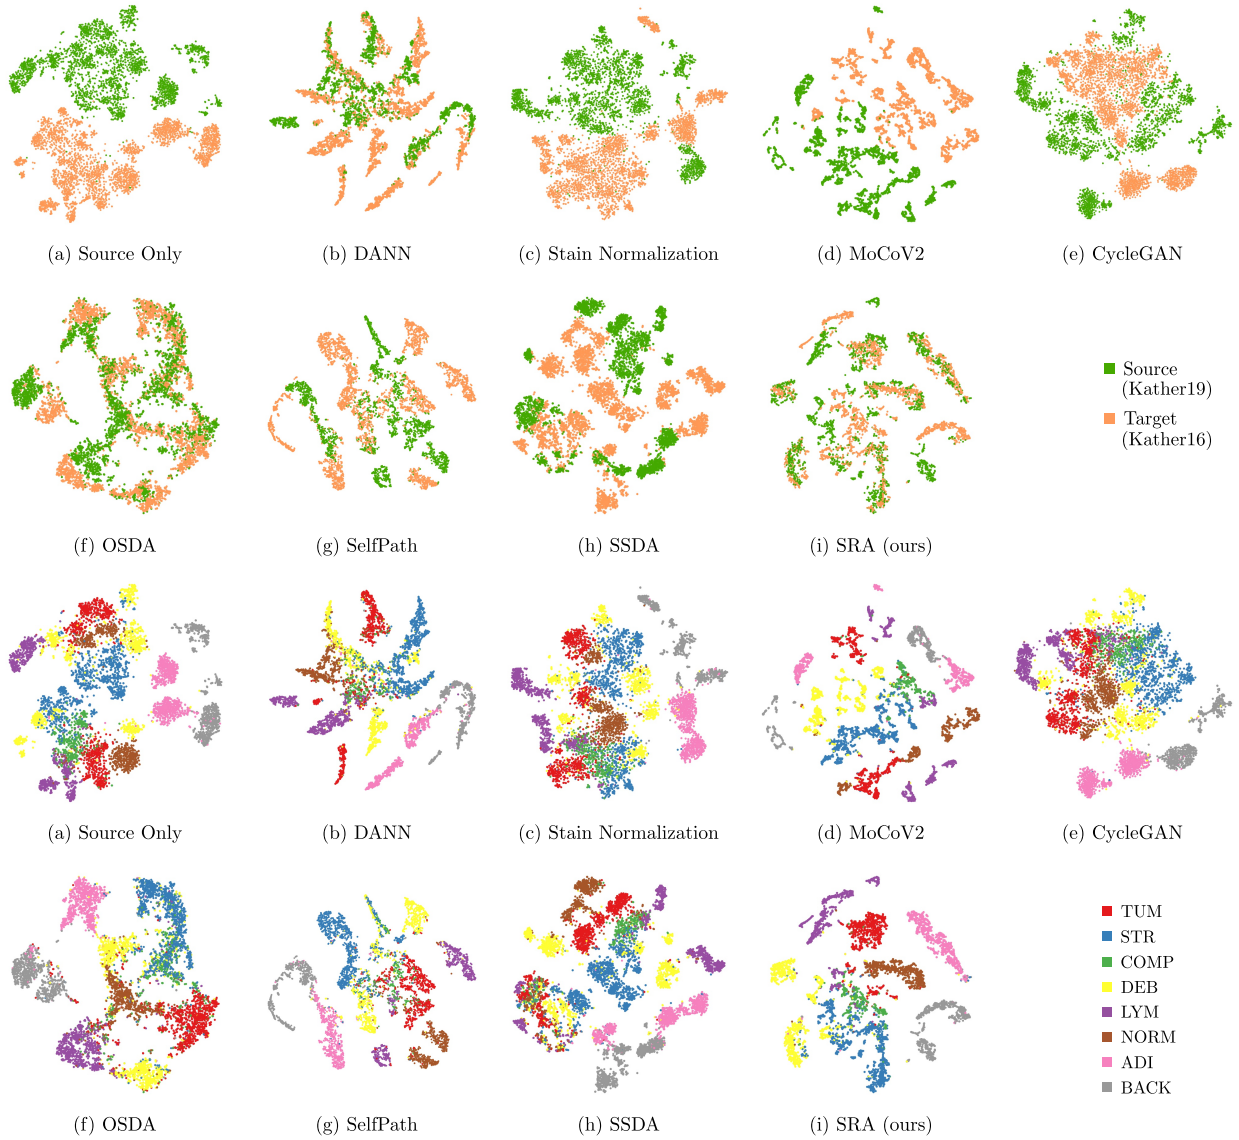 (a) Source Only
(b) DANN
(c) Stain Normalization
(d) MoCoV2
(e) CycleGAN
Source
(Kather19)
Target
(Kather16)
(f) OSDA
(g) SelfPath
(h) SSDA
(i) SRA (ours)
(a) Source Only
(b) DANN
(c) Stain Normalization
(d) MoCoV2
(e) CycleGAN
TUM
STR
COMP
DEB
LYM
NORM
ADI
BACK
(f) OSDA
(g) SelfPath
(h) SSDA
(i) SRA (ours)